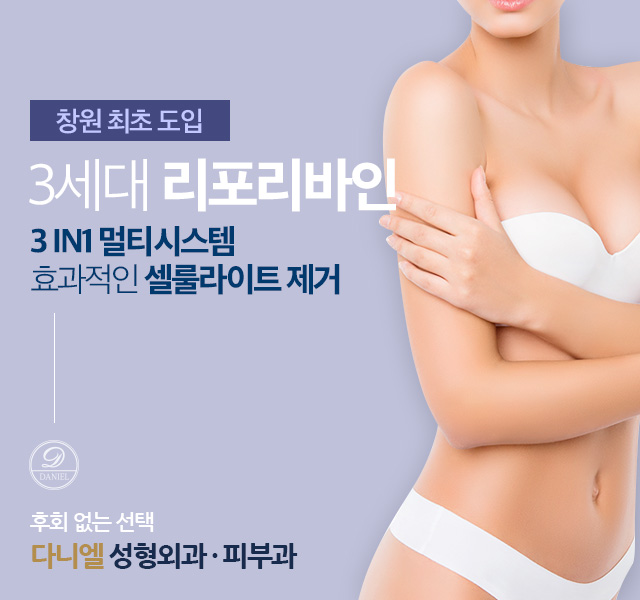 창원 최초 도입
3세대 리포리바인
3 IN1 멀티시스템
효과적인 셀룰라이트 제거
D
DANIEL
후회 없는 선택
다니엘 성형외과 · 피부과